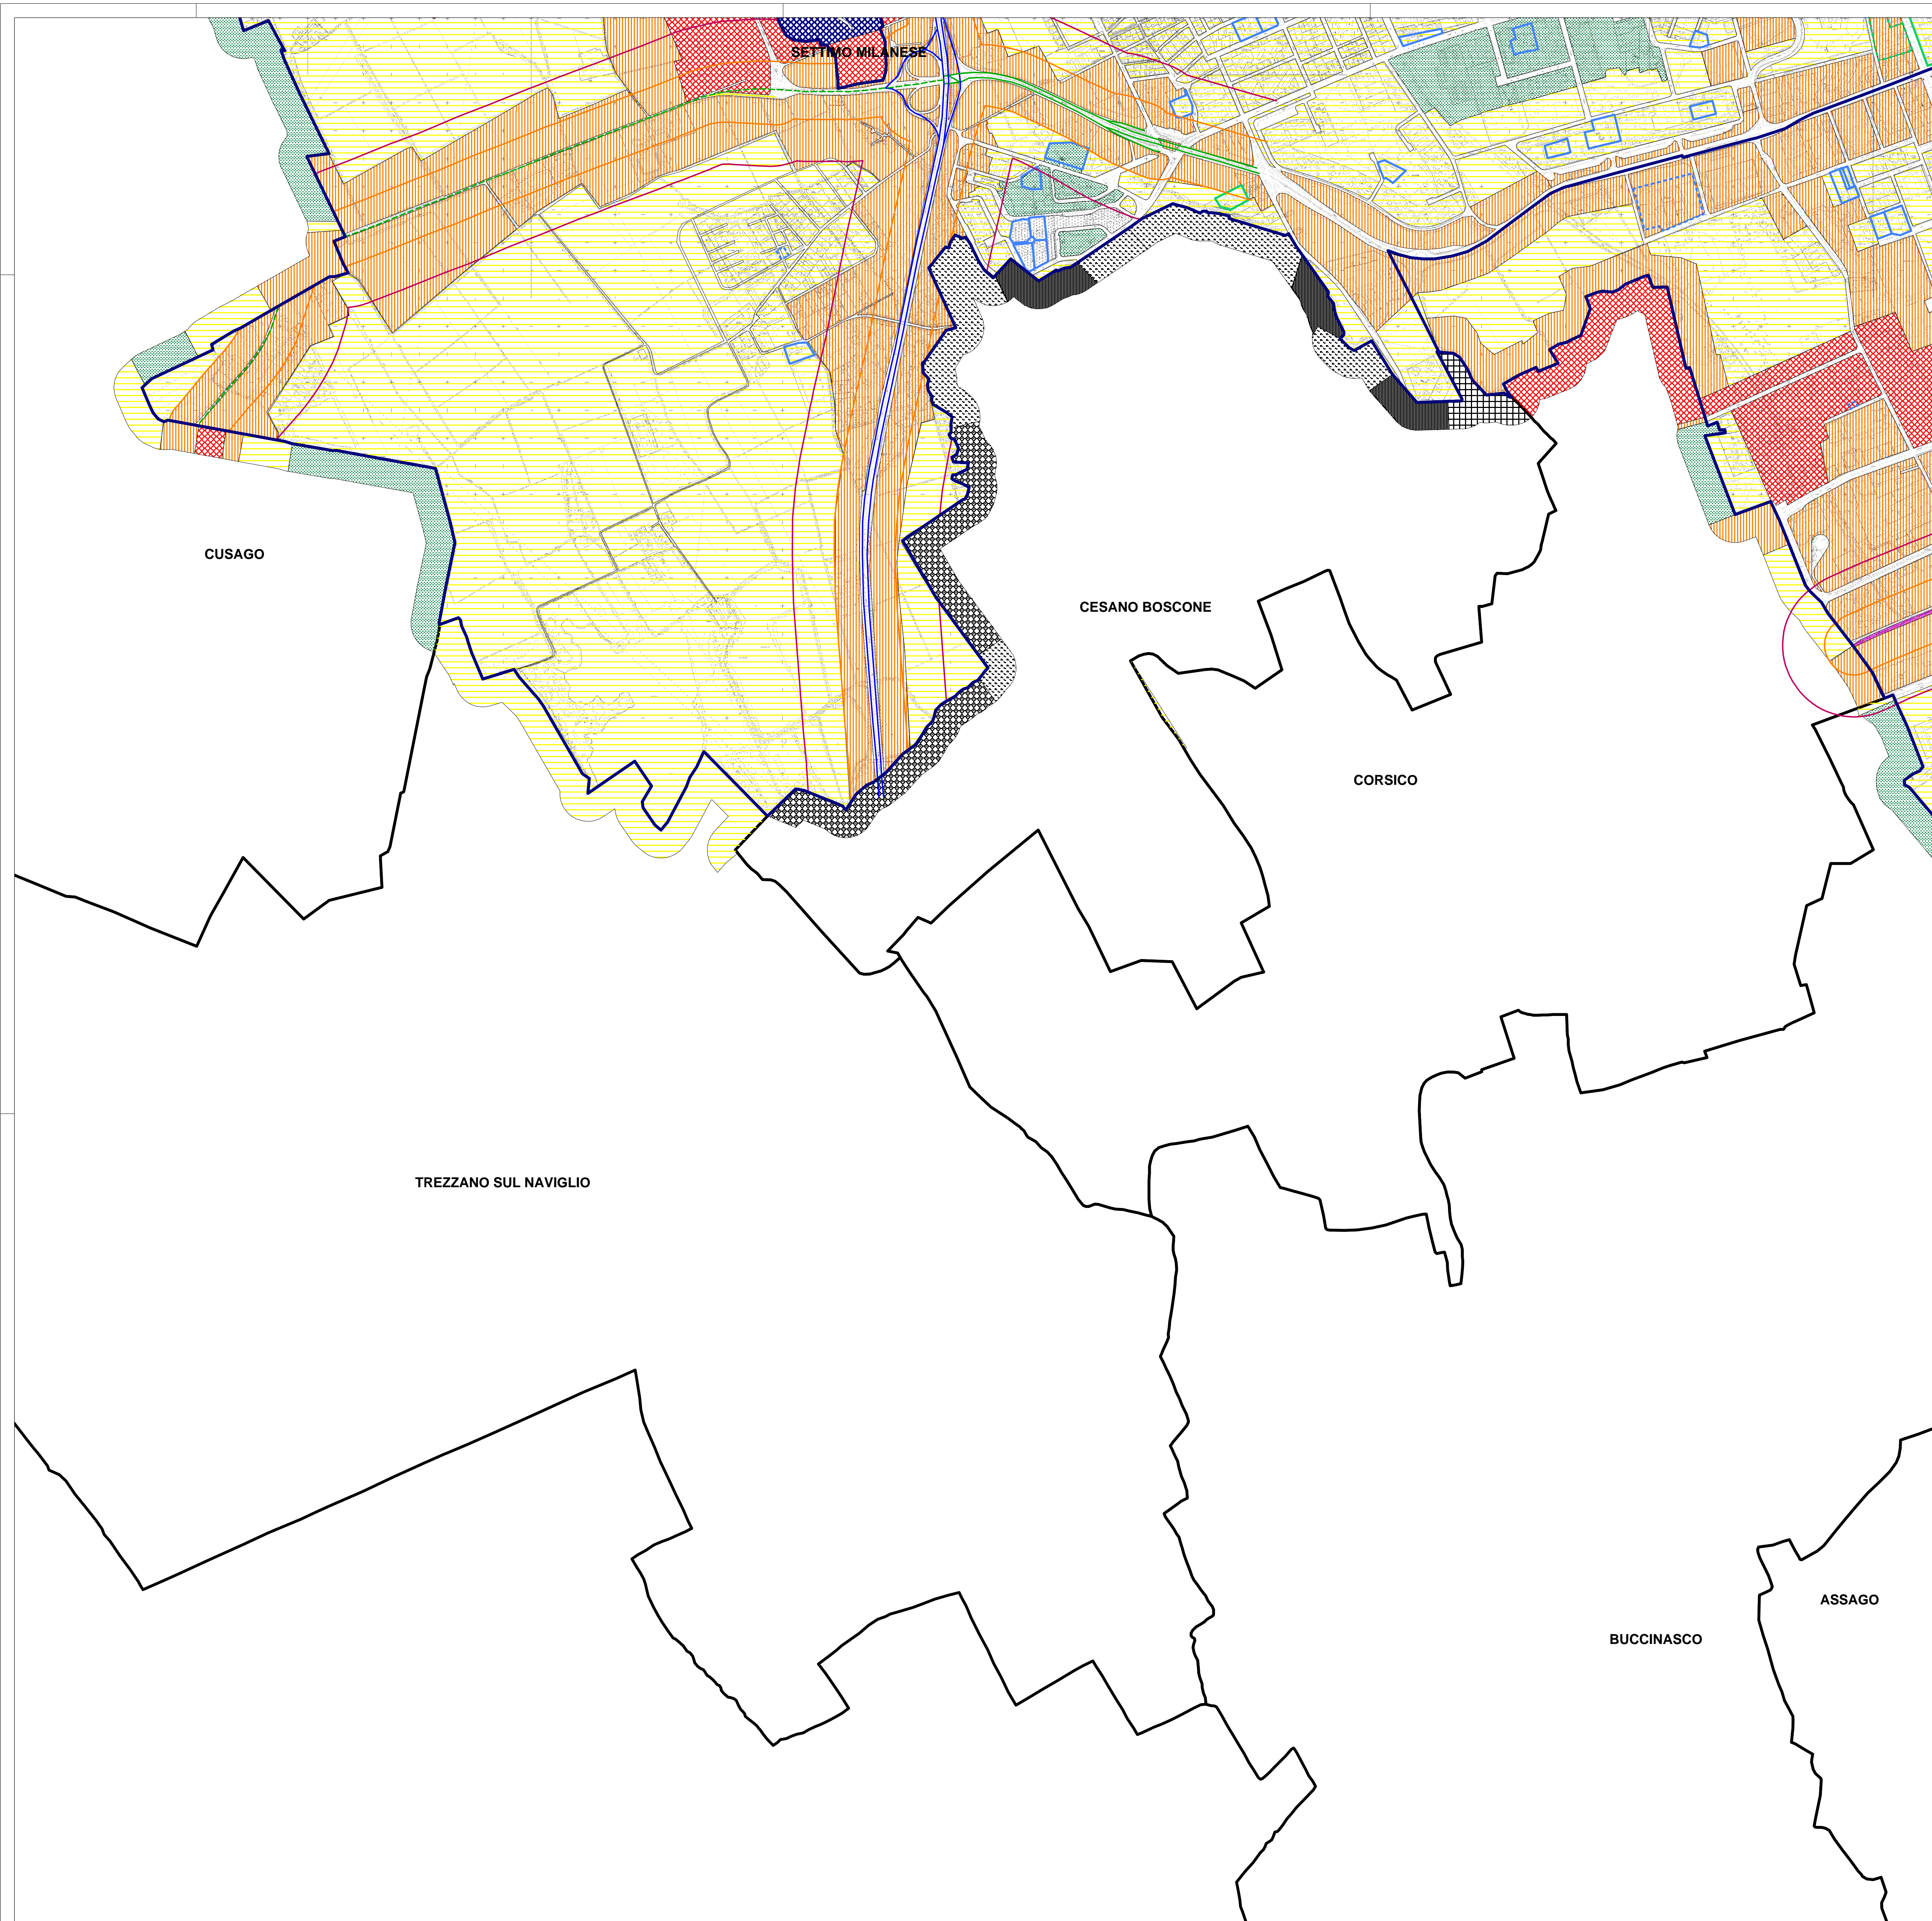 SETTIMO MILANESE
CUSAGO
CESANO BOSCONE
CORSICO
TREZZANO SUL NAVIGLIO
ASSAGO
BUCCINASCO